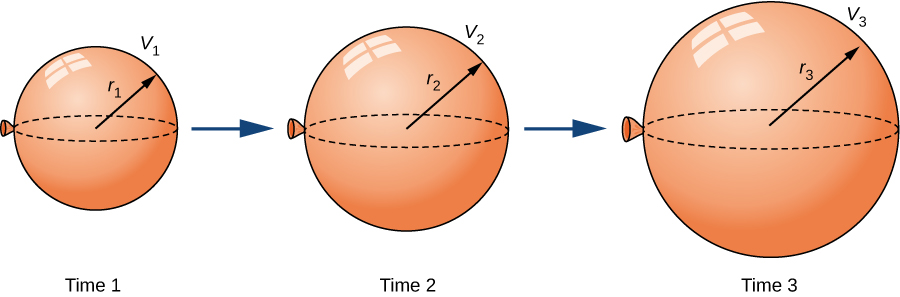 V₁
r₁
V₂
r₂
V₃
r₃
Time 1
Time 2
Time 3